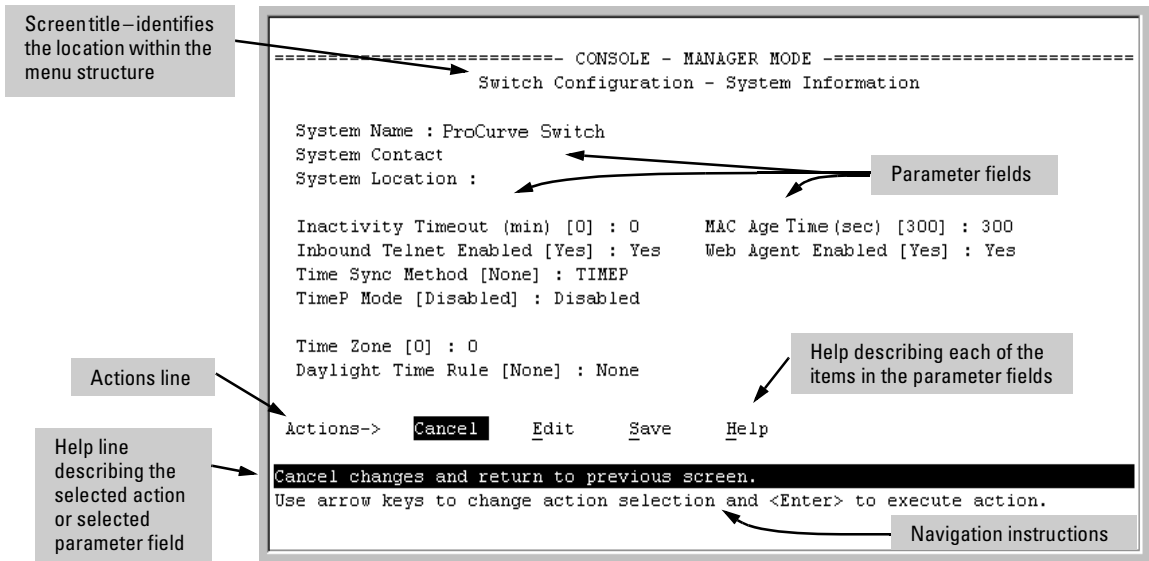 Screen title – identifies
the location within the
menu structure
===========================- CONSOLE - MANAGER MODE -============================
Switch Configuration - System Information
System Name : ProCurve Switch
System Contact
System Location :
Parameter fields
Inactivity Timeout (min) [0] : 0 MAC Age Time (sec) [300] : 300
Inbound Telnet Enabled [Yes] : Yes Web Agent Enabled [Yes] : Yes
Time Sync Method [None] : TIMEP
TimeP Mode [Disabled] : Disabled
Time Zone [0] : 0
Daylight Time Rule [None] : None
Help describing each of the
items in the parameter fields
Actions line
Actions-> Cancel Edit Save Help
Help line
describing the
selected action
or selected
parameter field
Cancel changes and return to previous screen.
Use arrow keys to change action selection and <Enter> to execute action.
Navigation instructions